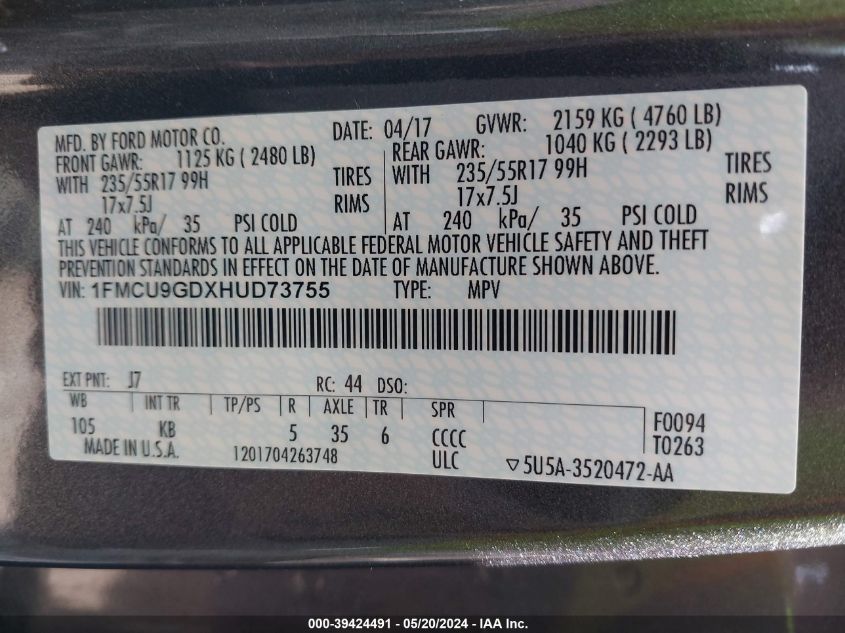 MFD. BY FORD MOTOR CO. DATE: 04/17 GVWR: 2159 KG ( 4760 LB)
FRONT GAWR: 1125 KG ( 2480 LB) REAR GAWR: 1040 KG ( 2293 LB)
WITH 235/55R17 99H TIRES WITH 235/55R17 99H TIRES
17x7.5J RIMS 17x7.5J RIMS
AT 240 kPa/ 35 PSI COLD AT 240 kPa/ 35 PSI COLD
THIS VEHICLE CONFORMS TO ALL APPLICABLE FEDERAL MOTOR VEHICLE SAFETY AND THEFT
PREVENTION STANDARDS IN EFFECT ON THE DATE OF MANUFACTURE SHOWN ABOVE.
VIN: 1FMCU9GDXHUD73755 TYPE: MPV
EXT PNT: J7 RC: 44 DSO:
WB INT TR TP/PS R AXLE TR SPR F0094
105 KB 5 35 6 CCCC T0263
MADE IN U.S.A. 1201704263748 ULC ▽5U5A-3520472-AA
000-39424491 - 05/20/2024 - IAA Inc.